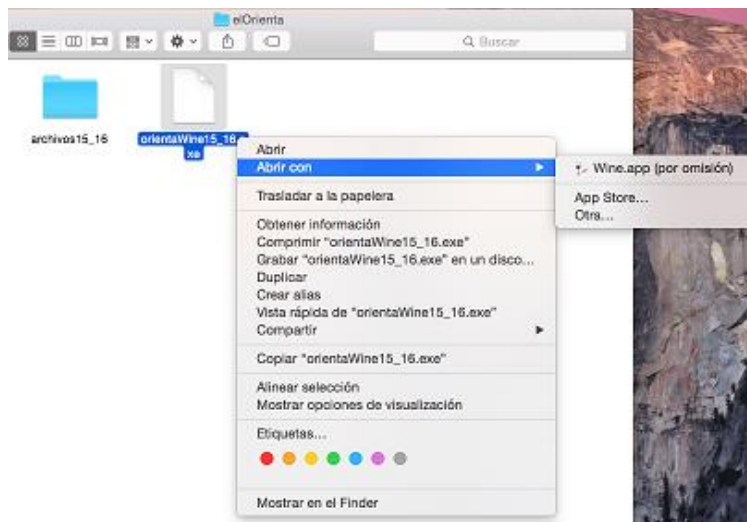 elOrienta
Buscar
archivos15_16
orientaWine15_16.e
xe
Abrir
Abrir con
Wine.app (por omisión)
App Store...
Otra...
Trasladar a la papelera
Obtener información
Comprimir "orientaWine15_16.exe"
Grabar "orientaWine15_16.exe" en un disco...
Duplicar
Crear alias
Vista rápida de "orientaWine15_16.exe"
Compartir
Copiar "orientaWine15_16.exe"
Alinear selección
Mostrar opciones de visualización
Etiquetas...
Mostrar en el Finder